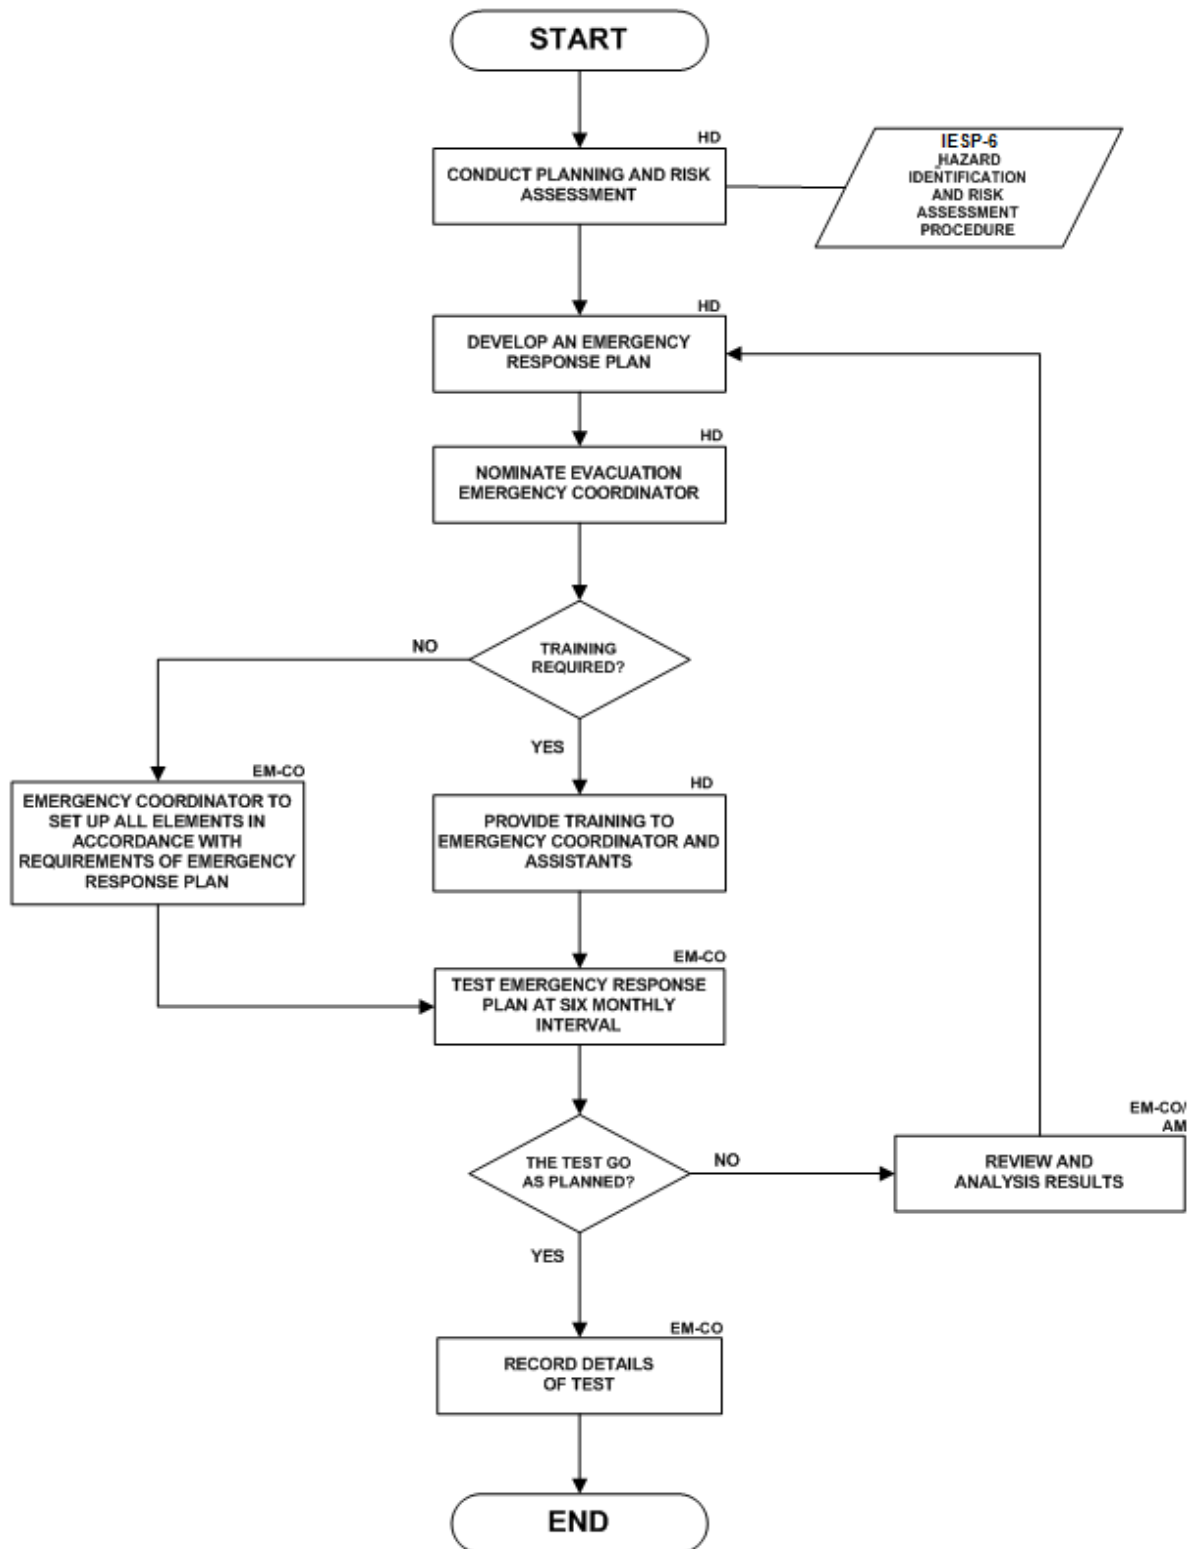 START
HD
CONDUCT PLANNING AND RISK
ASSESSMENT
IESP-6
HAZARD
IDENTIFICATION
AND RISK
ASSESSMENT
PROCEDURE
HD
DEVELOP AN EMERGENCY
RESPONSE PLAN
HD
NOMINATE EVACUATION
EMERGENCY COORDINATOR
TRAINING
REQUIRED?
NO
YES
EM-CO
EMERGENCY COORDINATOR TO
SET UP ALL ELEMENTS IN
ACCORDANCE WITH
REQUIREMENTS OF EMERGENCY
RESPONSE PLAN
HD
PROVIDE TRAINING TO
EMERGENCY COORDINATOR AND
ASSISTANTS
EM-CO
TEST EMERGENCY RESPONSE
PLAN AT SIX MONTHLY
INTERVAL
THE TEST GO
AS PLANNED?
NO
EM-CO/
AM
REVIEW AND
ANALYSIS RESULTS
YES
EM-CO
RECORD DETAILS
OF TEST
END